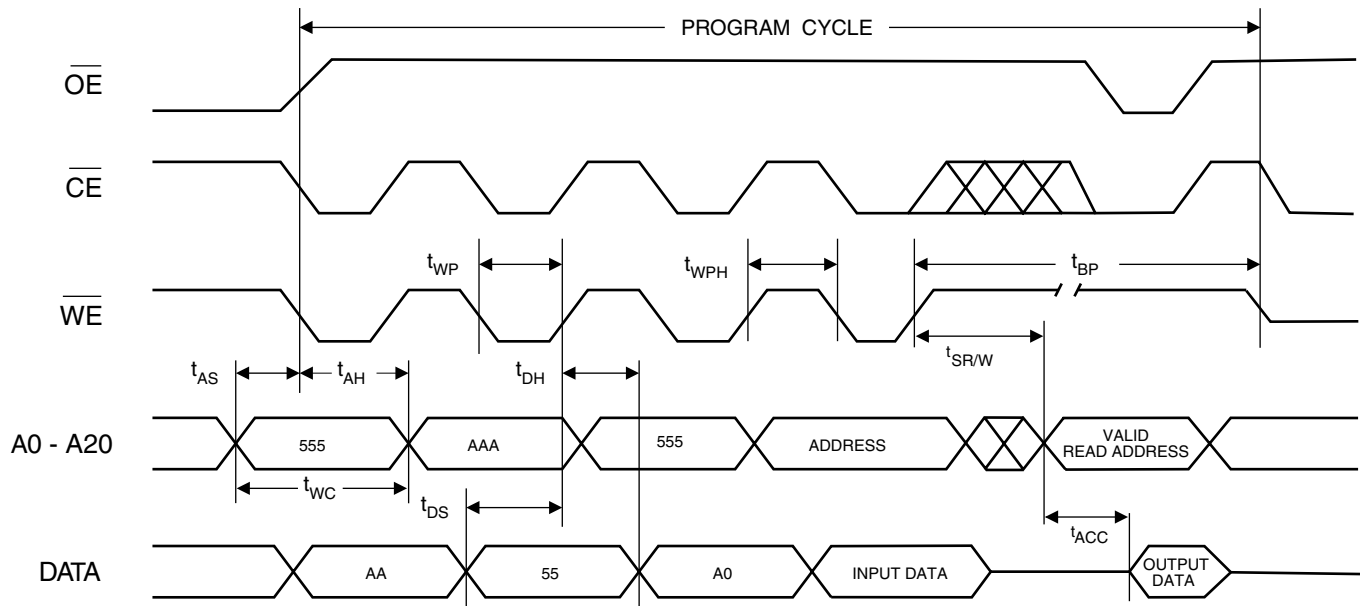 PROGRAM CYCLE
OE
CE
tWP
tWPH
tBP
WE
tSR/W
tAS
tAH
tDH
A0 - A20
555
AAA
555
ADDRESS
VALID
READ ADDRESS
tWC
tDS
tACC
DATA
AA
55
A0
INPUT DATA
OUTPUT
DATA